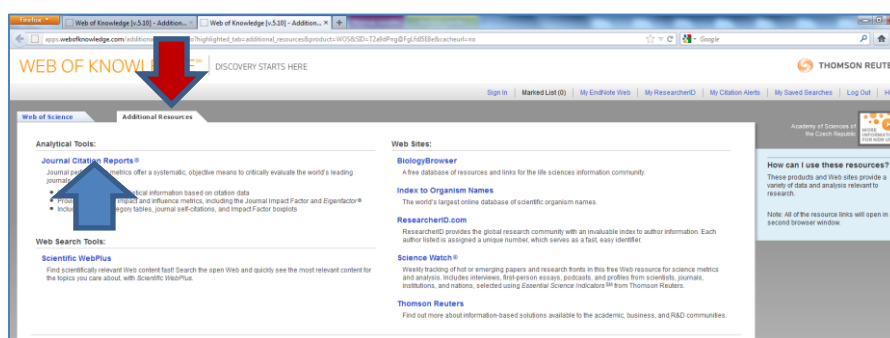 Firefox
Web of Knowledge [v.5.10] - Addition...
Web of Knowledge [v.5.10] - Addition...
apps.webofknowledge.com
Google
WEB OF DISCOVERY STARTS HERE
THOMSON
Sign In | Marked List (0) | My EndNote Web | My ResearcherID | My Citation Alerts | My Saved Searches | Log Out
Web of Science Additional Resources
Academy of Sciences of the Czech Republic
MORE INFORMATION FOR NEW
Analytical Tools:
Journal Citation Reports®
metrics offer a systematic, objective means to critically evaluate the world's leading
information based on citation data
impact and influence metrics, including the Journal Impact Factor and Eigenfactor®
tables, journal self-citations, and Impact Factor boxplots
Web Search Tools:
Scientific WebPlus
Find scientifically relevant Web content fast! Search the open Web and quickly see the most relevant content for
the topics you care about, with Scientific WebPlus.
Web Sites:
BiologyBrowser
A free database of resources and links for the life sciences information community.
Index to Organism Names
The world's largest online database of scientific organism names.
ResearcherID.com
ResearcherID provides the global research community with an invaluable index to author information. Each
author listed is assigned a unique number, which serves as a fast, easy identifier.
Science Watch®
Weekly tracking of hot or emerging papers and research fronts in this free Web resource for science metrics
and analysis. Includes interviews, first-person essays, podcasts, and profiles from scientists, journals,
institutions, and nations, selected using Essential Science Indicators℠ from Thomson Reuters.
Thomson Reuters
Find out more about information-based solutions available to the academic, business, and R&D communities.
How can I use these resources?
These products and Web sites provide a
variety of data and analysis relevant to
research.
Note: All of the resource links will open in
second browser window.